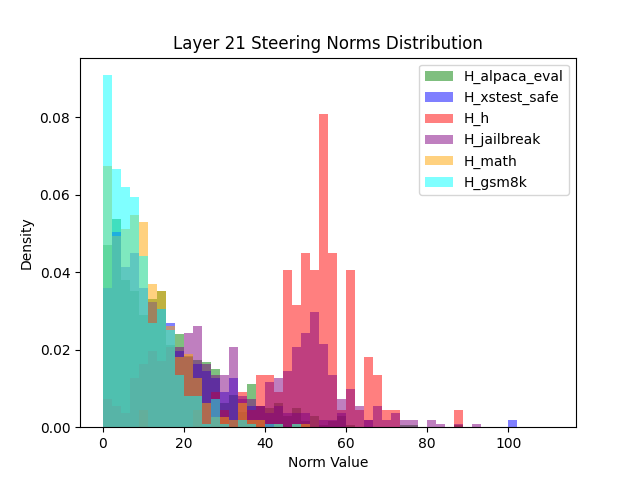 Layer 21 Steering Norms Distribution
H_alpaca_eval
H_xstest_safe
H_h
H_jailbreak
H_math
H_gsm8k
Density
0.08
0.06
0.04
0.02
0.00
0
20
40
60
80
100
Norm Value